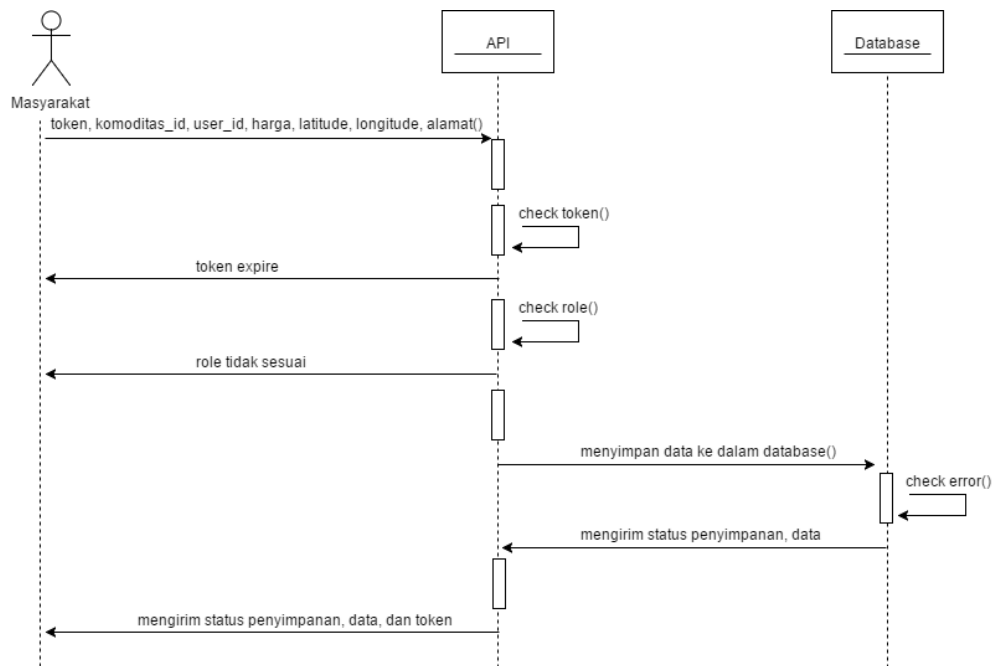 API
Database
Masyarakat
token, komoditas_id, user_id, harga, latitude, longitude, alamat()
check token()
token expire
check role()
role tidak sesuai
menyimpan data ke dalam database()
check error()
mengirim status penyimpanan, data
mengirim status penyimpanan, data, dan token